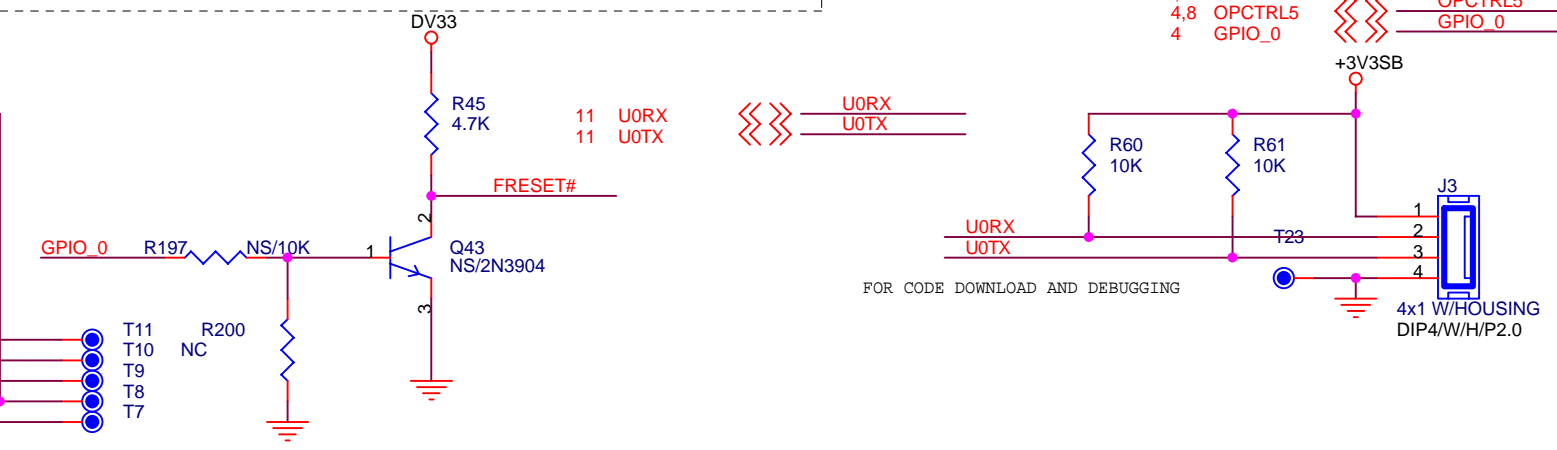 OPCTRL5
4,8 OPCTRL5
4 GPIO_0
GPIO_0
DV33
+3V3SB
R45
4.7K
11 U0RX
11 U0TX
U0RX
U0TX
R60
10K
R61
10K
FRESET#
J3
1
2
3
4
U0RX
U0TX
T23
GPIO_0
R197
NS/10K
1
2
3
Q43
NS/2N3904
FOR CODE DOWNLOAD AND DEBUGGING
4x1 W/HOUSING
DIP4/W/H/P2.0
T11
T10
T9
T8
T7
R200
NC